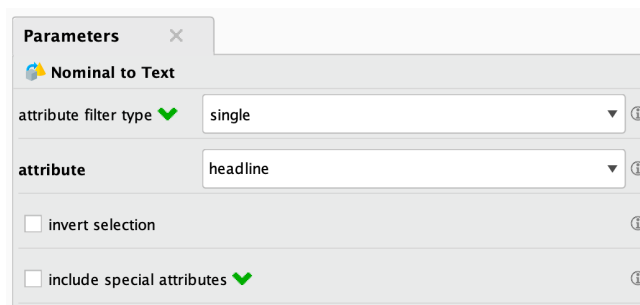 Parameters
Nominal to Text
attribute filter type single
attribute headline
invert selection
include special attributes